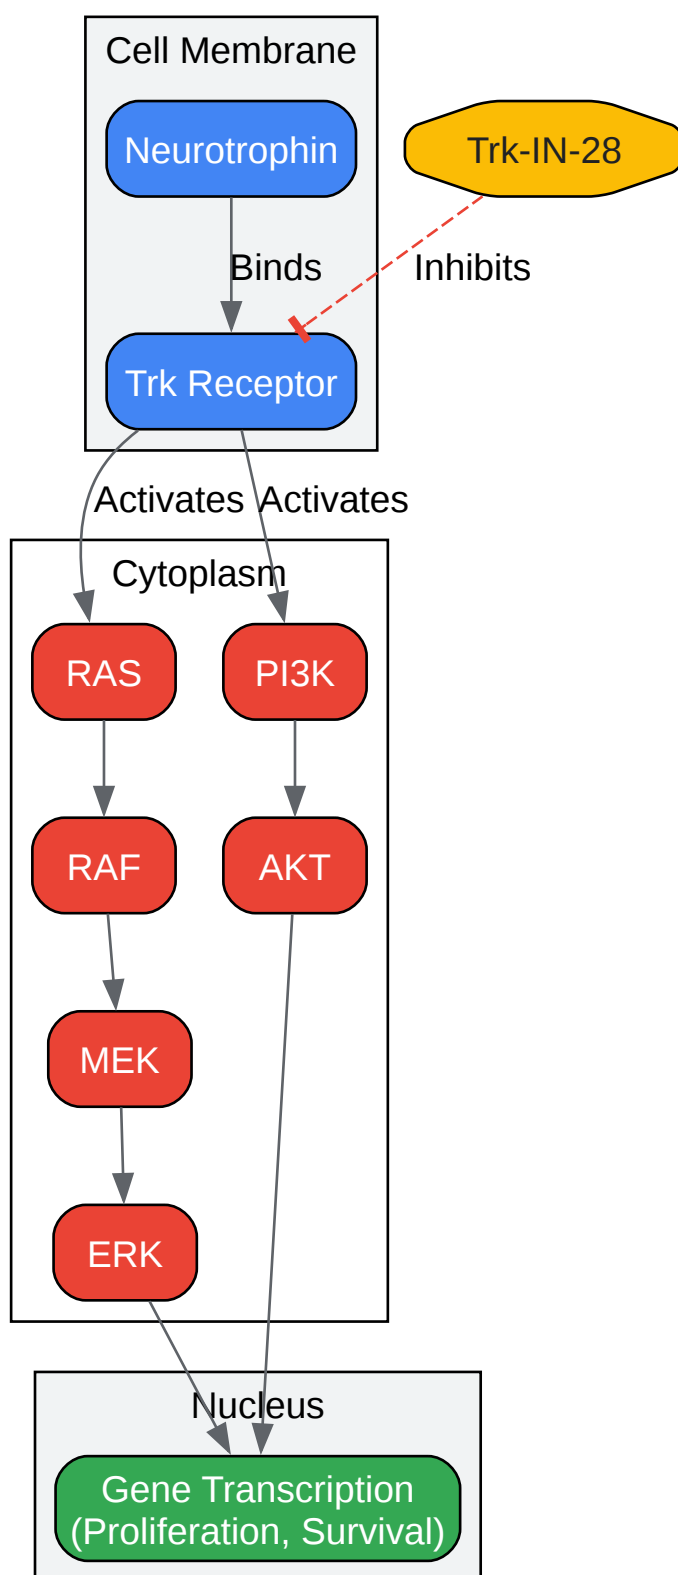 Cell Membrane
Neurotrophin
Trk-IN-28
Binds
Inhibits
Trk Receptor
Activates
Activates
Cytoplasm
RAS
PI3K
RAF
AKT
MEK
ERK
Nucleus
Gene Transcription
(Proliferation, Survival)